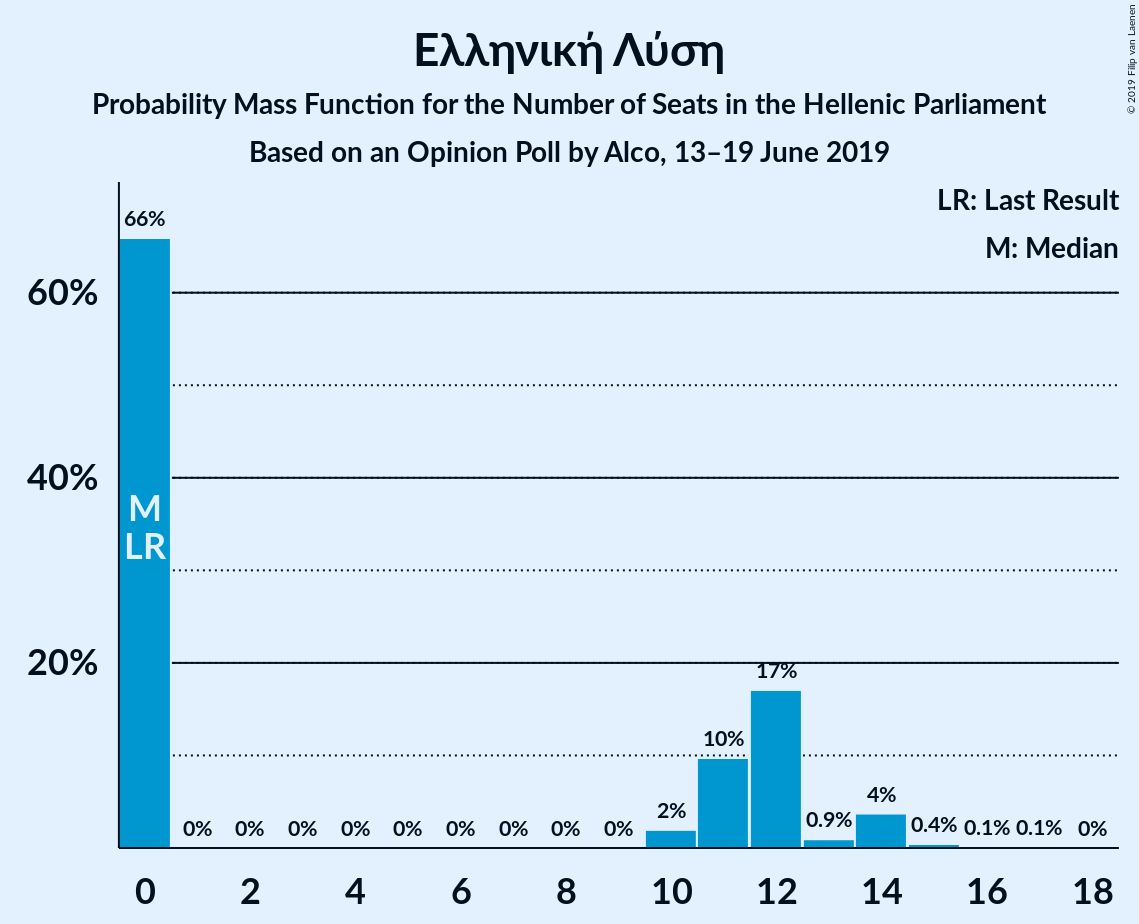 Ελληνική Λύση
Probability Mass Function for the Number of Seats in the Hellenic Parliament
Based on an Opinion Poll by Alco, 13–19 June 2019
© 2019 Filip van Laenen
LR: Last Result
M: Median
66%
60%
40%
20%
M
LR
0% 0% 0% 0% 0% 0% 0% 0% 0% 2% 10% 17% 0.9% 4% 0.4% 0.1% 0.1% 0%
0 2 4 6 8 10 12 14 16 18